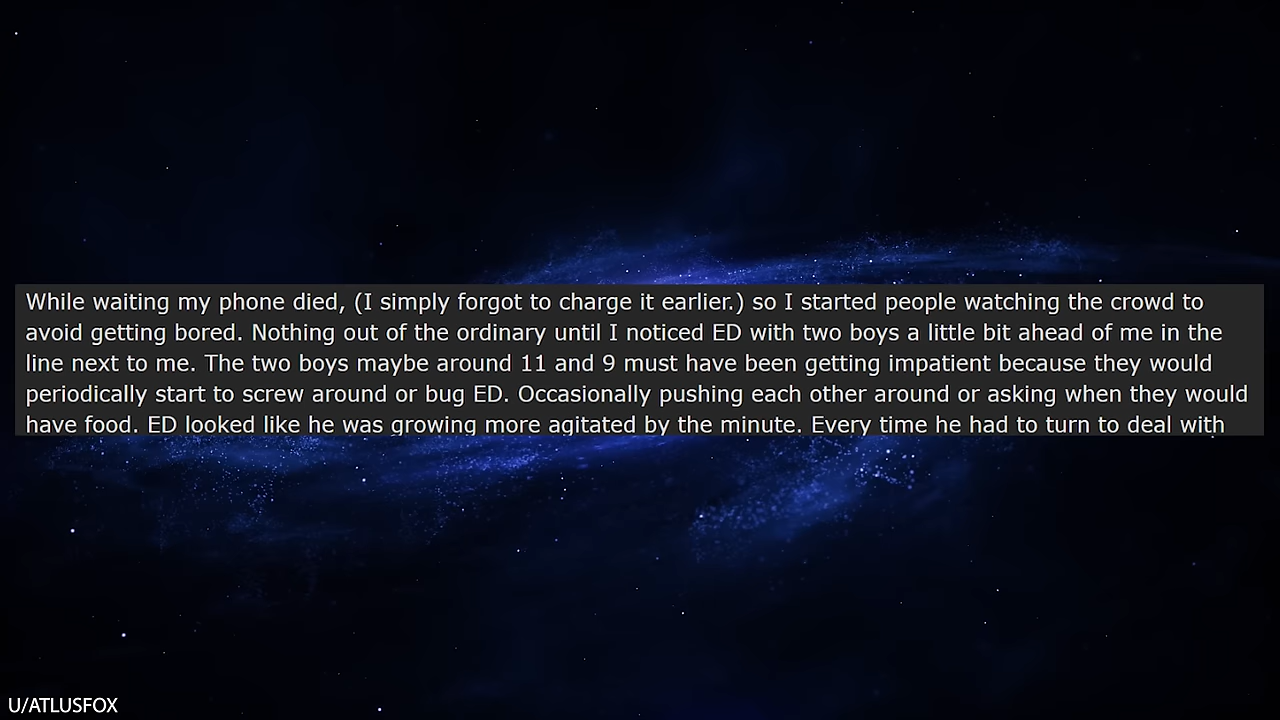 While waiting my phone died, (I simply forgot to charge it earlier.) so I started people watching the crowd to
avoid getting bored. Nothing out of the ordinary until I noticed ED with two boys a little bit ahead of me in the
line next to me. The two boys maybe around 11 and 9 must have been getting impatient because they would
periodically start to screw around or bug ED. Occasionally pushing each other around or asking when they would
have food. ED looked like he was growing more agitated by the minute. Every time he had to turn to deal with
U/ATLUSFOX